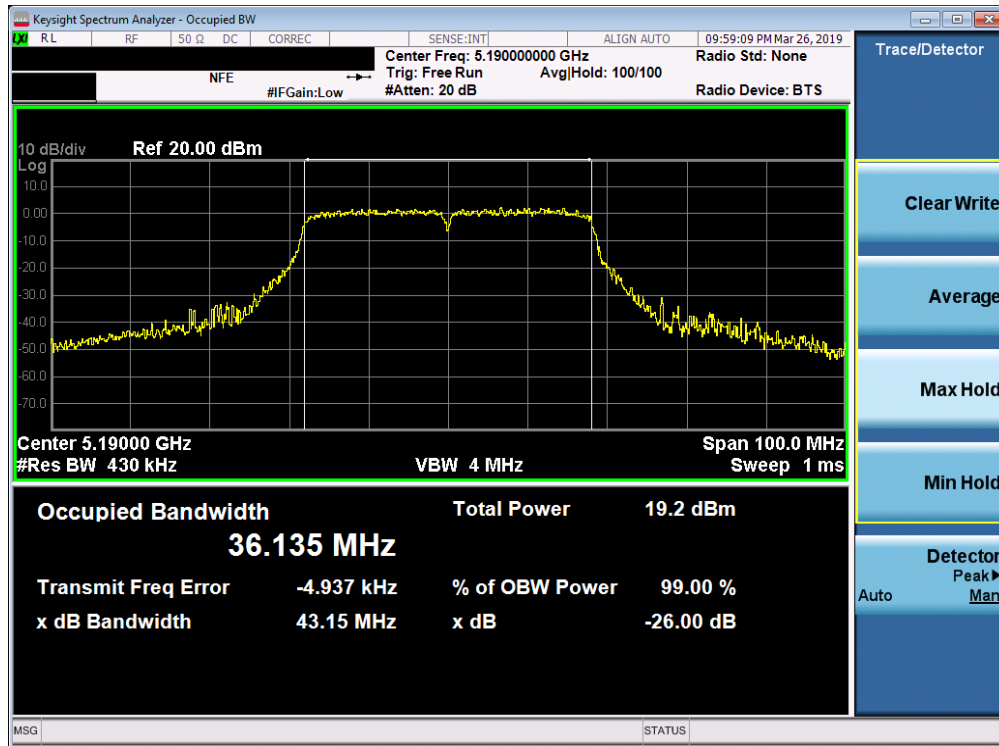 Keysight Spectrum Analyzer - Occupied BW
LXI RL RF 50 Ω DC CORREC SENSE:INT ALIGN AUTO 09:59:09 PM Mar 26, 2019
Center Freq: 5.190000000 GHz Radio Std: None
NFE Trig: Free Run Avg|Hold: 100/100
#IFGain:Low #Atten: 20 dB Radio Device: BTS
Trace/Detector
10 dB/div Ref 20.00 dBm
Log
10.0
0.00
-10.0
-20.0
-30.0
-40.0
-50.0
-60.0
-70.0
Center 5.19000 GHz Span 100.0 MHz
#Res BW 430 kHz VBW 4 MHz Sweep 1 ms
Occupied Bandwidth Total Power 19.2 dBm
36.135 MHz
Transmit Freq Error -4.937 kHz % of OBW Power 99.00 %
x dB Bandwidth 43.15 MHz x dB -26.00 dB
Clear Write
Average
Max Hold
Min Hold
Detector
Peak▶
Auto Man
MSG STATUS